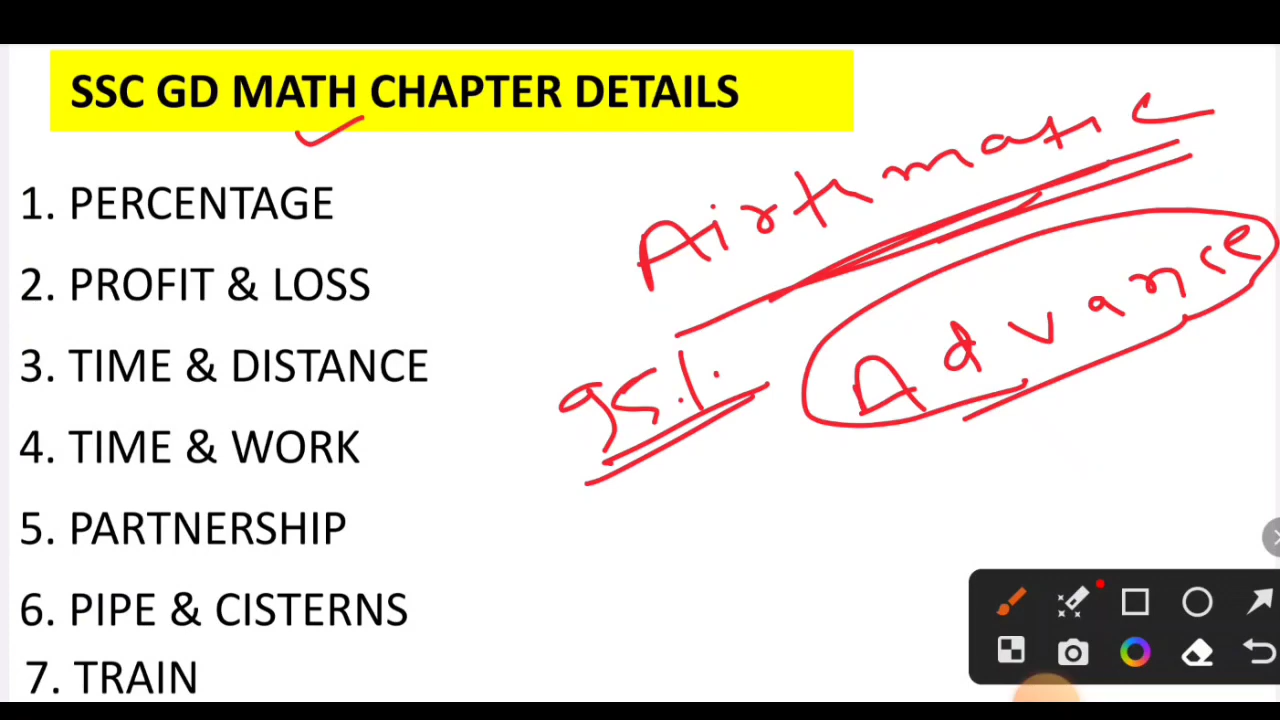 SSC GD MATH CHAPTER DETAILS
Airthmatic
1. PERCENTAGE
2. PROFIT & LOSS
Advance
3. TIME & DISTANCE
95%
4. TIME & WORK
5. PARTNERSHIP
6. PIPE & CISTERNS
7. TRAIN